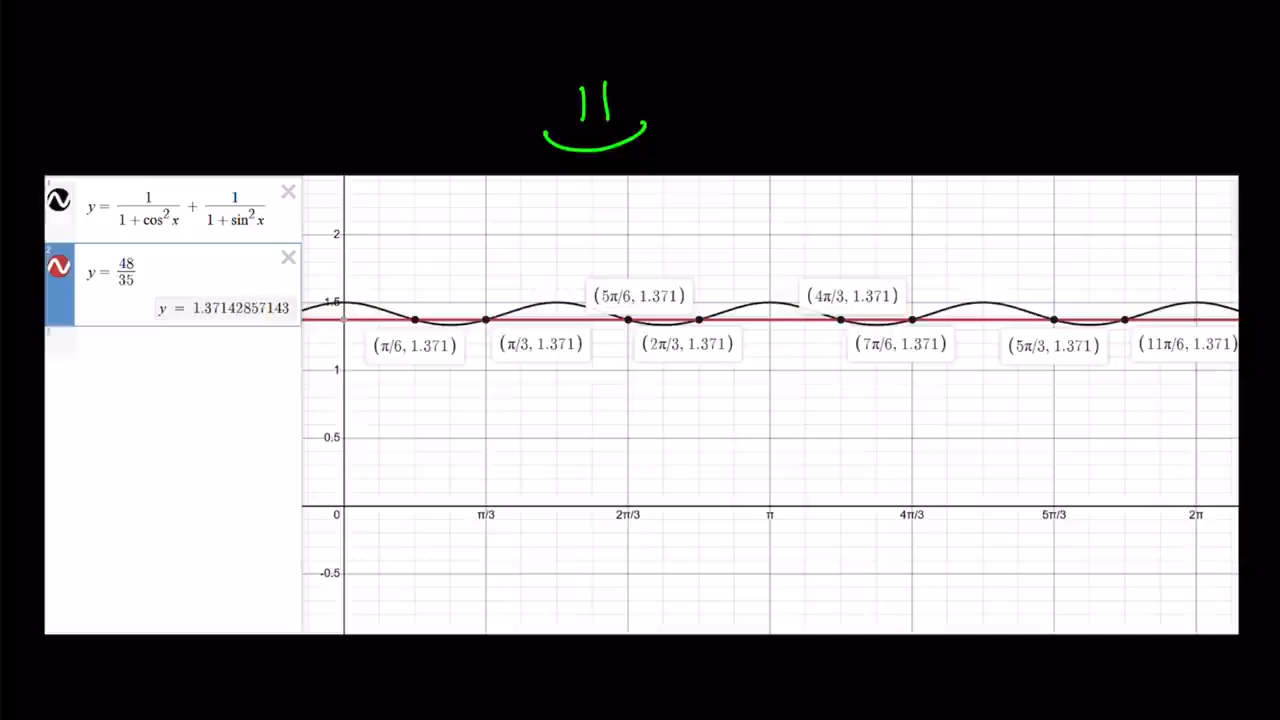 1
y = 1/(1+cos²x) + 1/(1+sin²x)
2
y = 48/35
y = 1.37142857143
2
1.5
1
0.5
0
-0.5
π/3
2π/3
π
4π/3
5π/3
2π
(5π/6, 1.371)
(4π/3, 1.371)
(π/6, 1.371)
(π/3, 1.371)
(2π/3, 1.371)
(7π/6, 1.371)
(5π/3, 1.371)
(11π/6, 1.371)